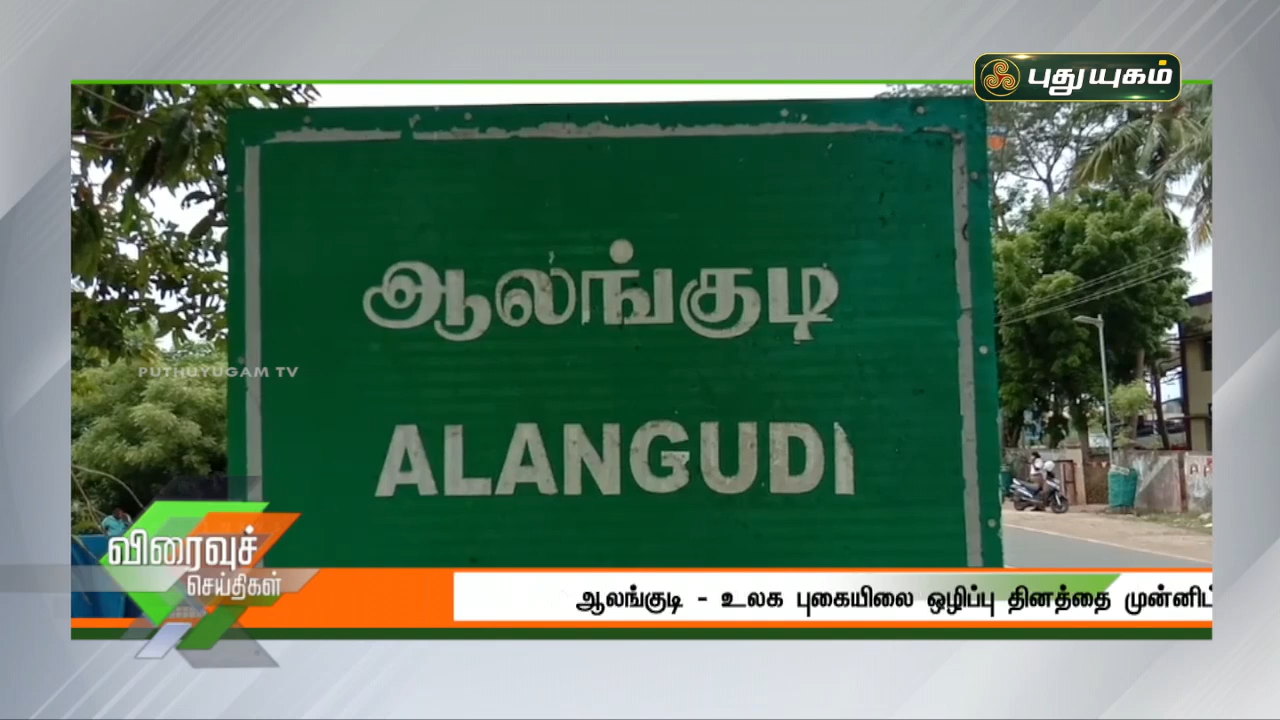 புதுயுகம்
ஆலங்குடி
PUTHUYUGAM TV
ALANGUDI
விரைவுச்
செய்திகள்
ஆலங்குடி - உலக புகையிலை ஒழிப்பு தினத்தை